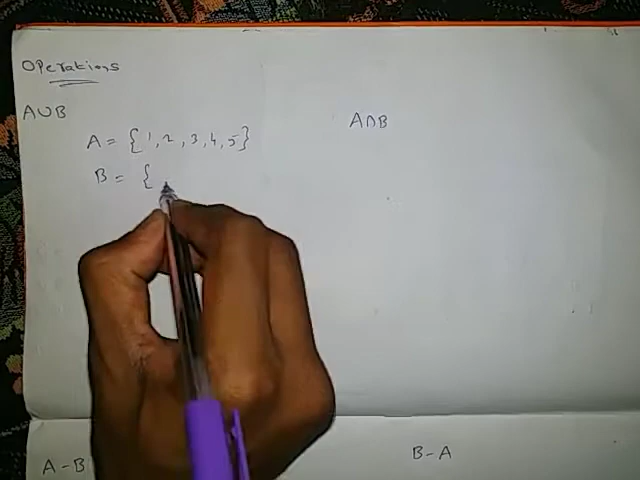 Operations
A∪B
A∩B
A = {1, 2, 3, 4, 5}
B = {
A - B
B - A